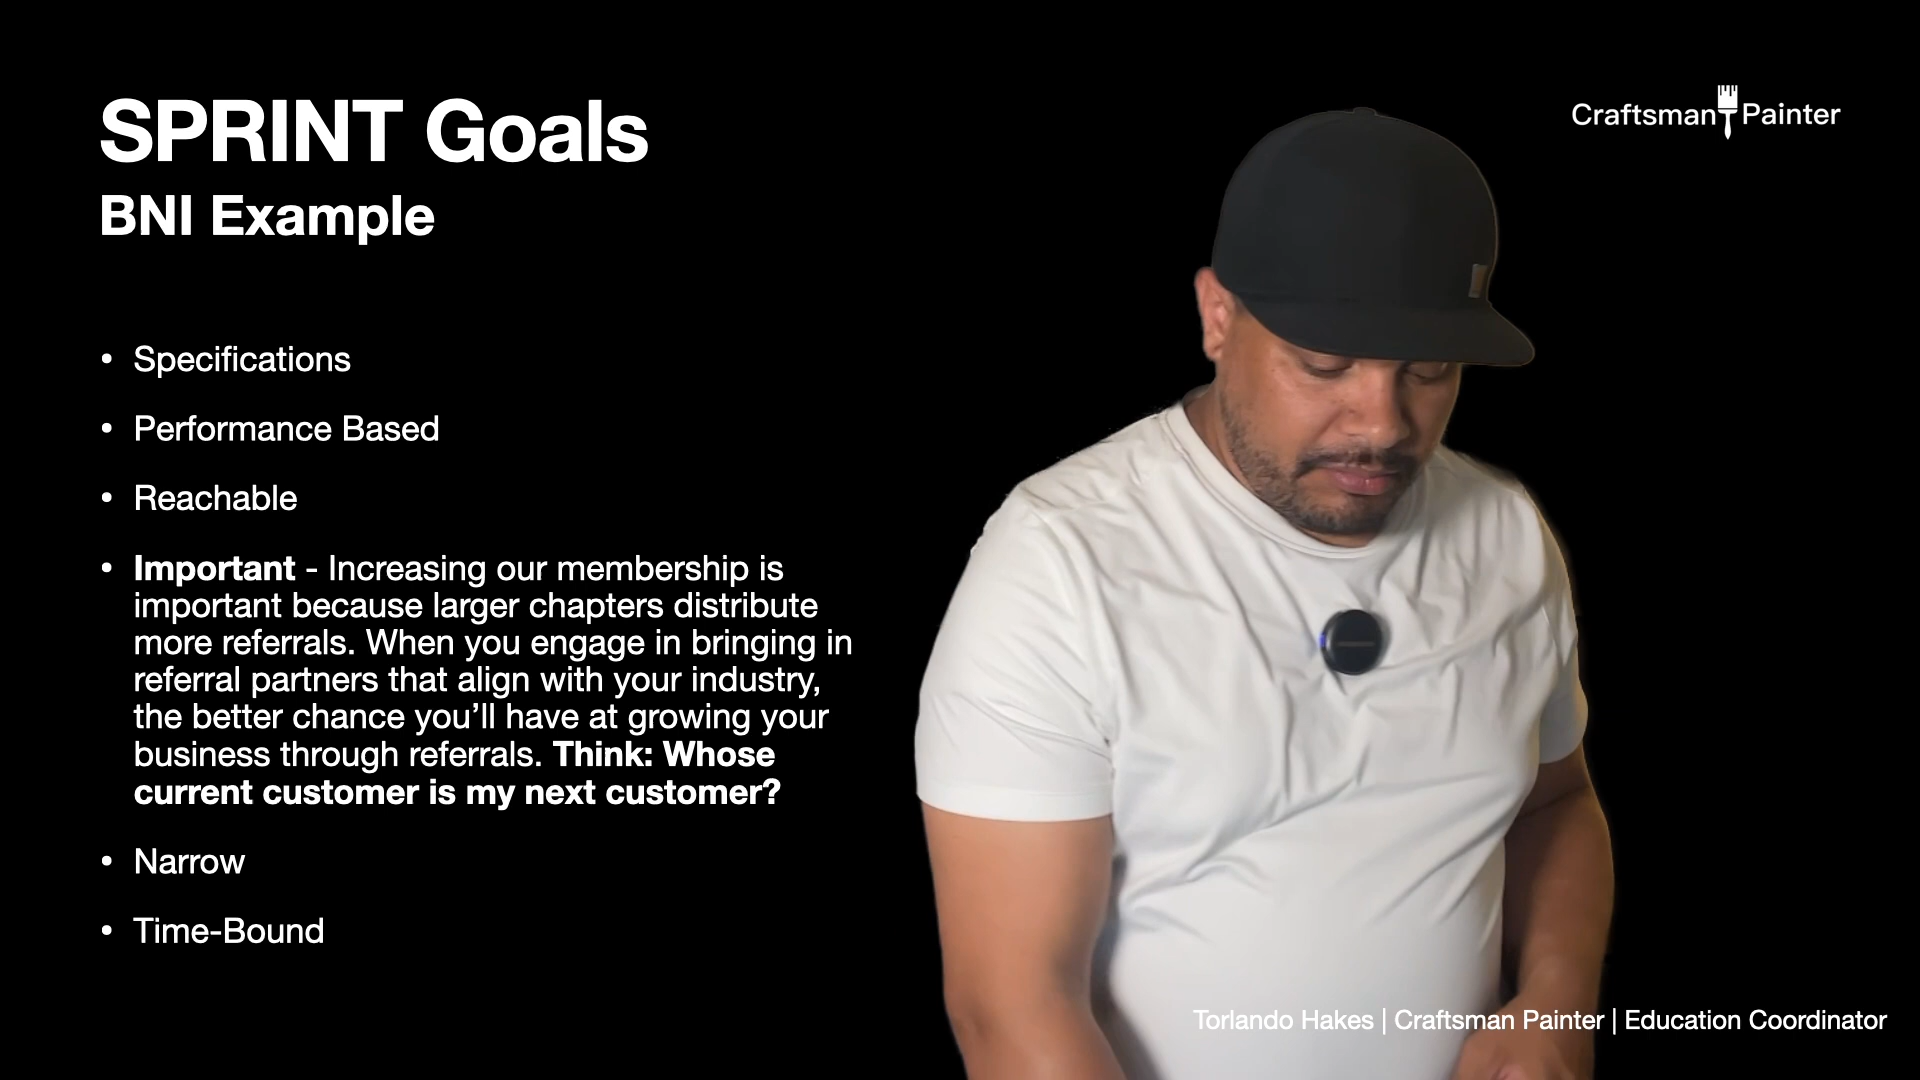 SPRINT Goals
BNI Example
Craftsman Painter
• Specifications
• Performance Based
• Reachable
• Important - Increasing our membership is
important because larger chapters distribute
more referrals. When you engage in bringing in
referral partners that align with your industry,
the better chance you’ll have at growing your
business through referrals. Think: Whose
current customer is my next customer?
• Narrow
• Time-Bound
Torlando Hakes | Craftsman Painter | Education Coordinator